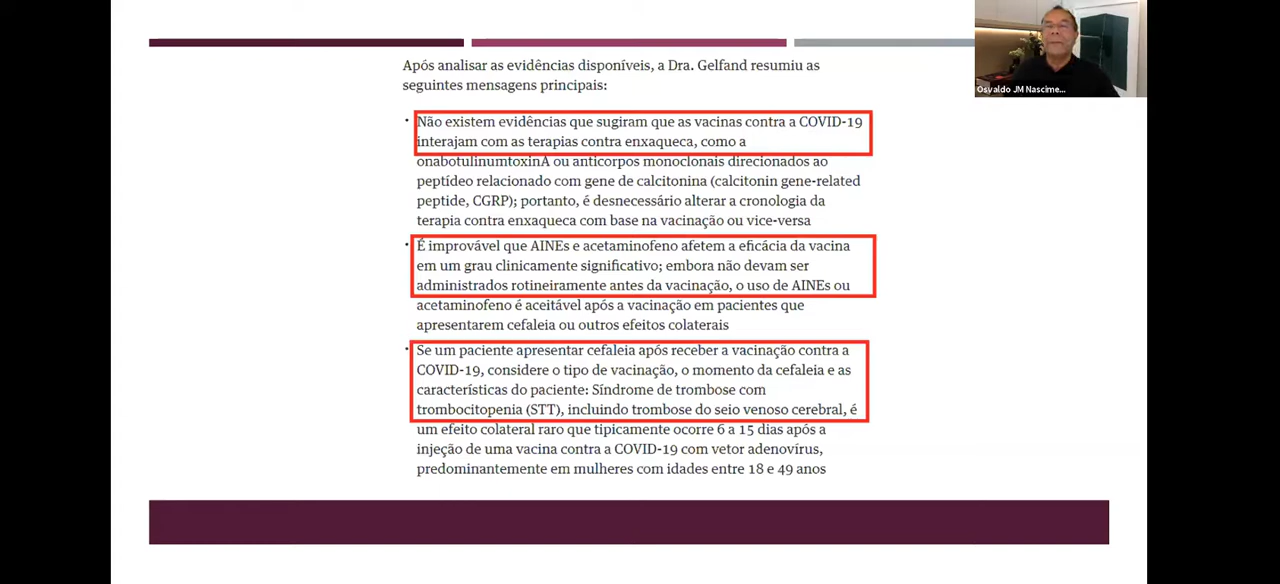 Após analisar as evidências disponíveis, a Dra. Gelfand resumiu as
seguintes mensagens principais:
• Não existem evidências que sugiram que as vacinas contra a COVID-19
interajam com as terapias contra enxaqueca, como a
onabotulinumtoxinA ou anticorpos monoclonais direcionados ao
peptídeo relacionado com gene de calcitonina (calcitonin gene-related
peptide, CGRP); portanto, é desnecessário alterar a cronologia da
terapia contra enxaqueca com base na vacinação ou vice-versa
• É improvável que AINEs e acetaminofeno afetem a eficácia da vacina
em um grau clinicamente significativo; embora não devam ser
administrados rotineiramente antes da vacinação, o uso de AINEs ou
acetaminofeno é aceitável após a vacinação em pacientes que
apresentarem cefaleia ou outros efeitos colaterais
• Se um paciente apresentar cefaleia após receber a vacinação contra a
COVID-19, considere o tipo de vacinação, o momento da cefaleia e as
características do paciente: Síndrome de trombose com
trombocitopenia (STT), incluindo trombose do seio venoso cerebral, é
um efeito colateral raro que tipicamente ocorre 6 a 15 dias após a
injeção de uma vacina contra a COVID-19 com vetor adenovírus,
predominantemente em mulheres com idades entre 18 e 49 anos
Osvaldo JM Nascime...